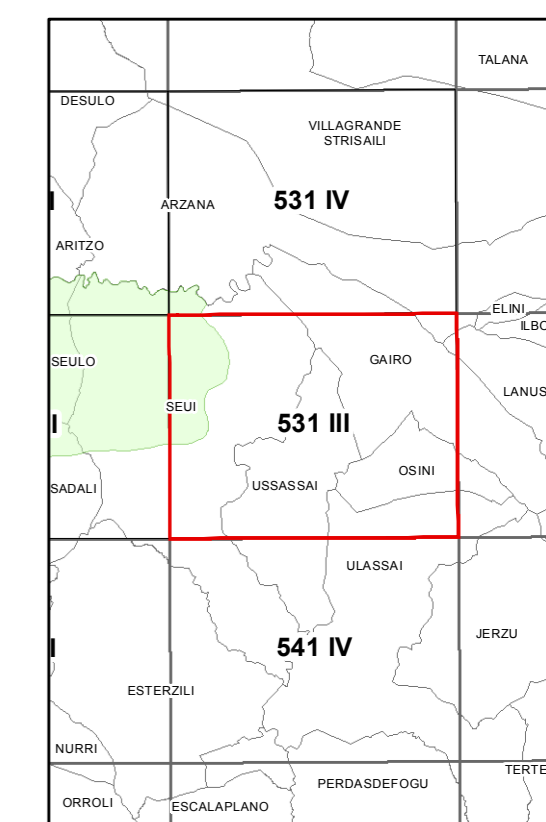 TALANA
DESULO
VILLAGRANDE
STRISAILI
531 IV
I
ARZANA
ARITZO
ELINI
ILBO
GAIRO
SEULO
LANUS
SEUI
531 III
I
OSINI
USSASSAI
SADALI
ULASSAI
JERZU
541 IV
I
ESTERZILI
NURRI
TERTE
PERDASDEFOGU
ORROLI
ESCALAPLANO